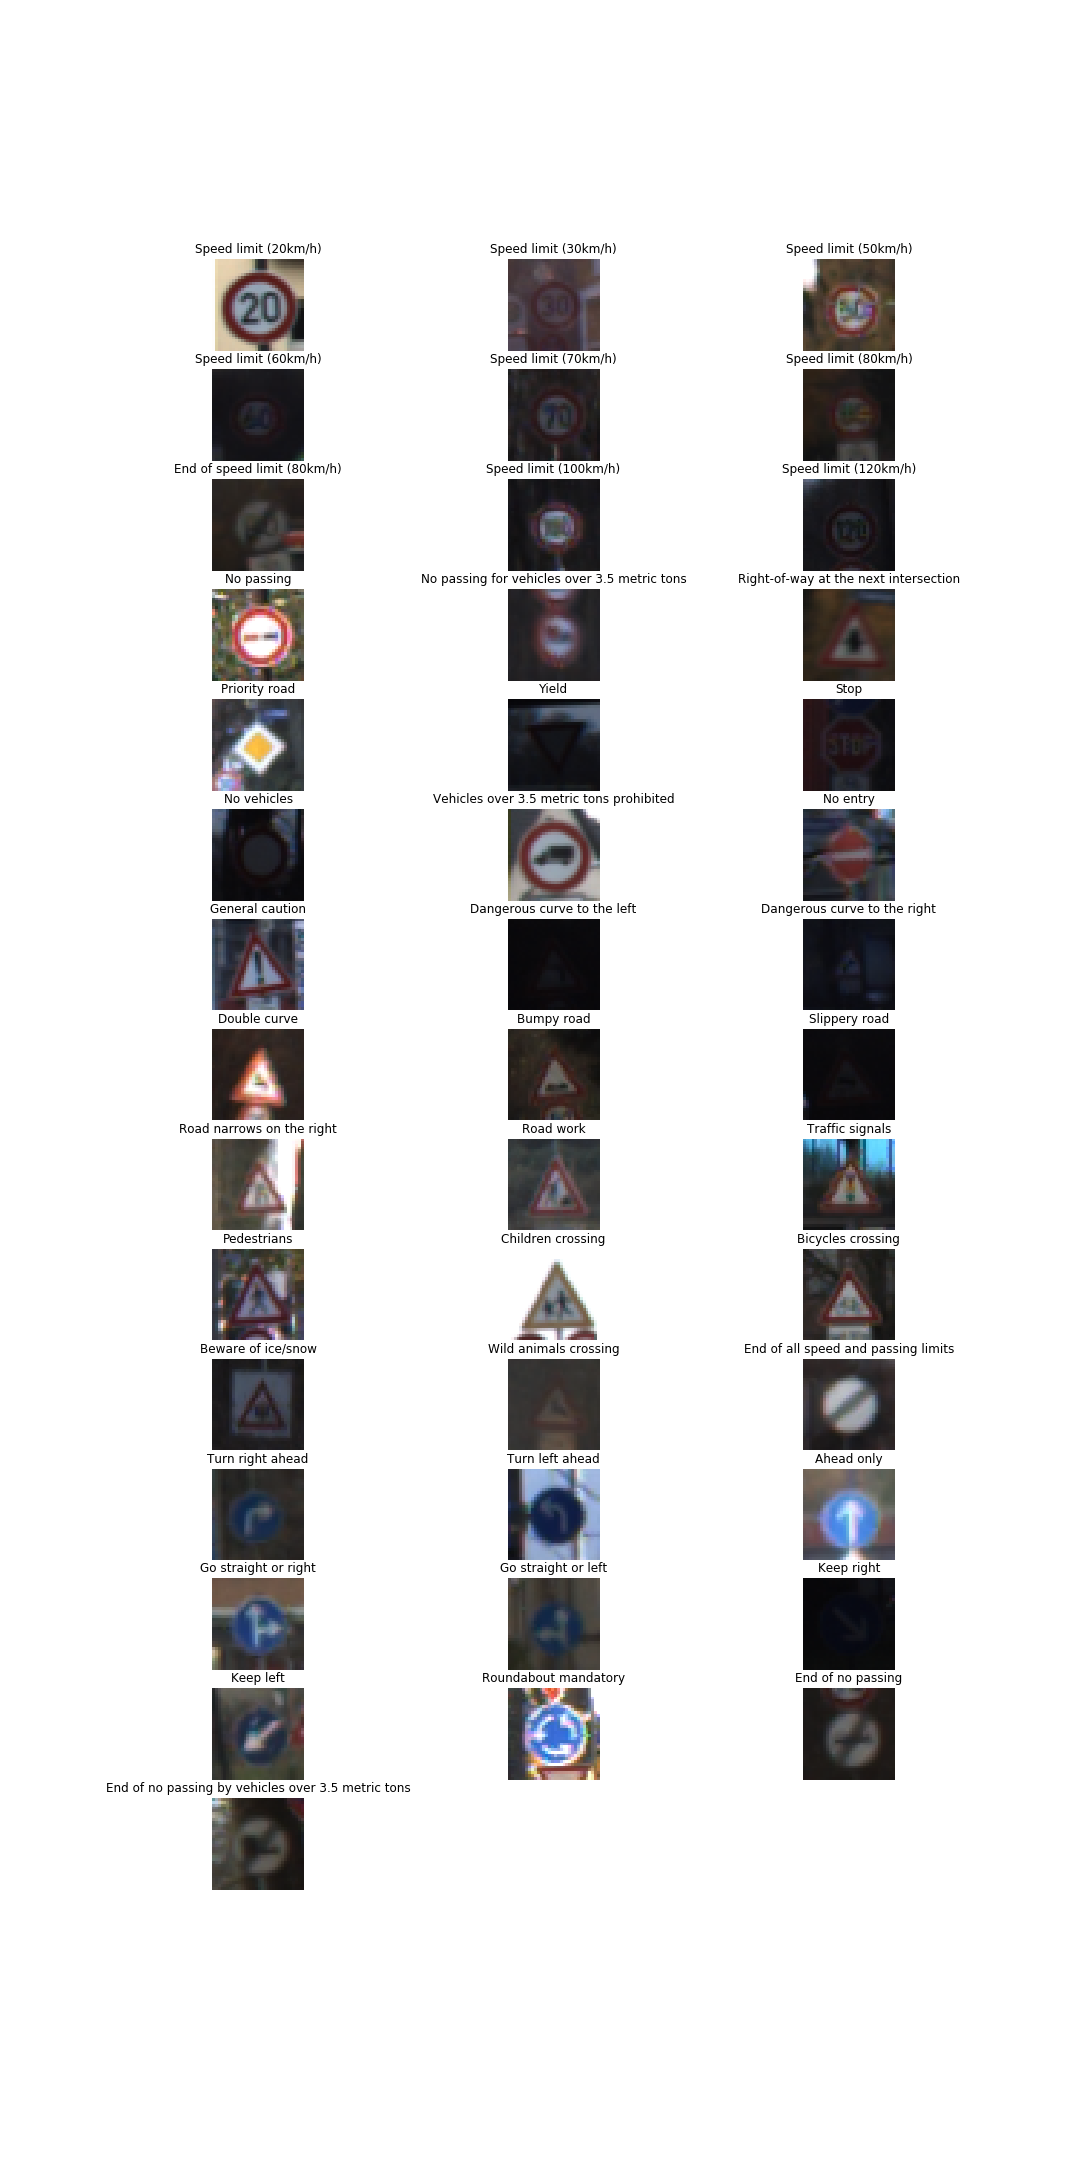 Speed limit (20km/h)
Speed limit (30km/h)
Speed limit (50km/h)
20
30
50
Speed limit (60km/h)
Speed limit (70km/h)
Speed limit (80km/h)
60
70
End of speed limit (80km/h)
Speed limit (100km/h)
Speed limit (120km/h)
100
120
No passing
No passing for vehicles over 3.5 metric tons
Right-of-way at the next intersection
Priority road
Yield
Stop
STOP
No vehicles
Vehicles over 3.5 metric tons prohibited
No entry
General caution
Dangerous curve to the left
Dangerous curve to the right
Double curve
Bumpy road
Slippery road
Road narrows on the right
Road work
Traffic signals
Pedestrians
Children crossing
Bicycles crossing
Beware of ice/snow
Wild animals crossing
End of all speed and passing limits
Turn right ahead
Turn left ahead
Ahead only
Go straight or right
Go straight or left
Keep right
Keep left
Roundabout mandatory
End of no passing
End of no passing by vehicles over 3.5 metric tons